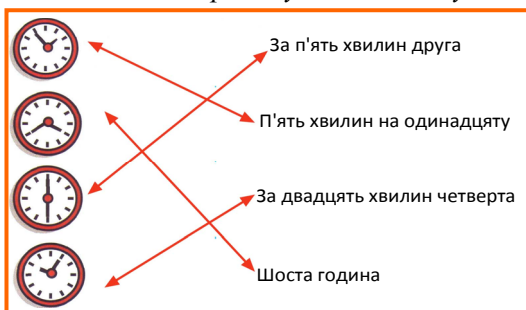 За п'ять хвилин друга
П'ять хвилин на одинадцяту
За двадцять хвилин четверта
Шоста година